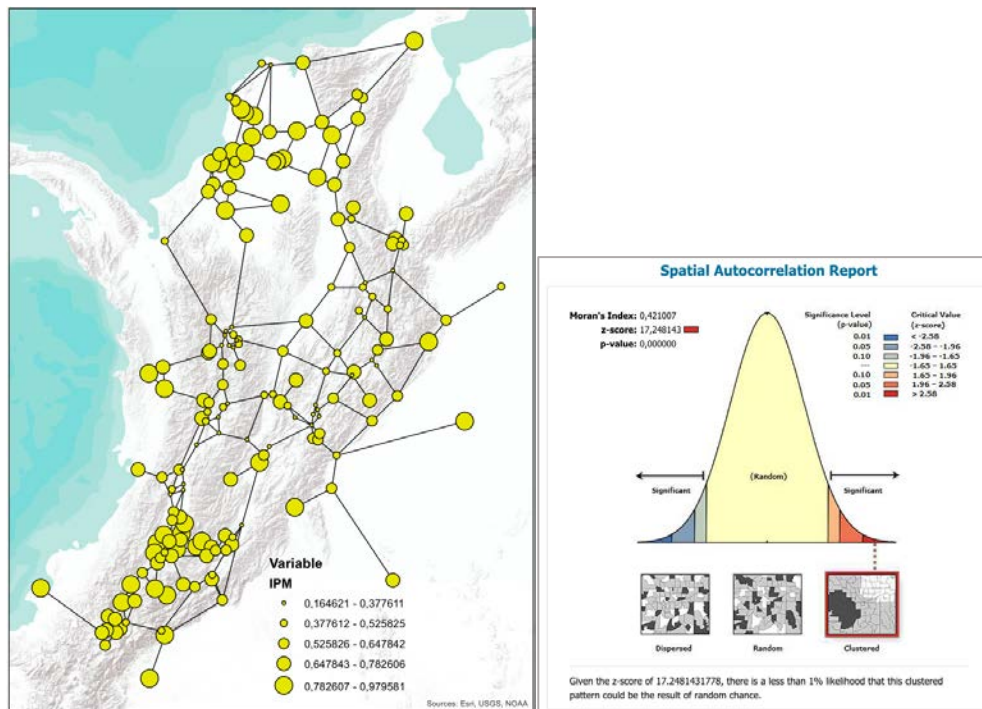 Variable
IPM
0,164621 - 0,377611
0,377612 - 0,525825
0,525826 - 0,647842
0,647843 - 0,782606
0,782607 - 0,979581
Sources: Esri, USGS, NOAA
Spatial Autocorrelation Report
Moran's Index: 0,421007
z-score: 17,248143
p-value: 0,000000
Significance Level
(p-value)
Critical Value
(z-score)
0.01 < -2.58
0.05 -2.58 - -1.96
0.10 -1.96 - -1.65
— -1.65 - 1.65
0.10 1.65 - 1.96
0.05 1.96 - 2.58
0.01 > 2.58
(Random)
Significant
Significant
Dispersed
Random
Clustered
Given the z-score of 17.2481431778, there is a less than 1% likelihood that this clustered
pattern could be the result of random chance.